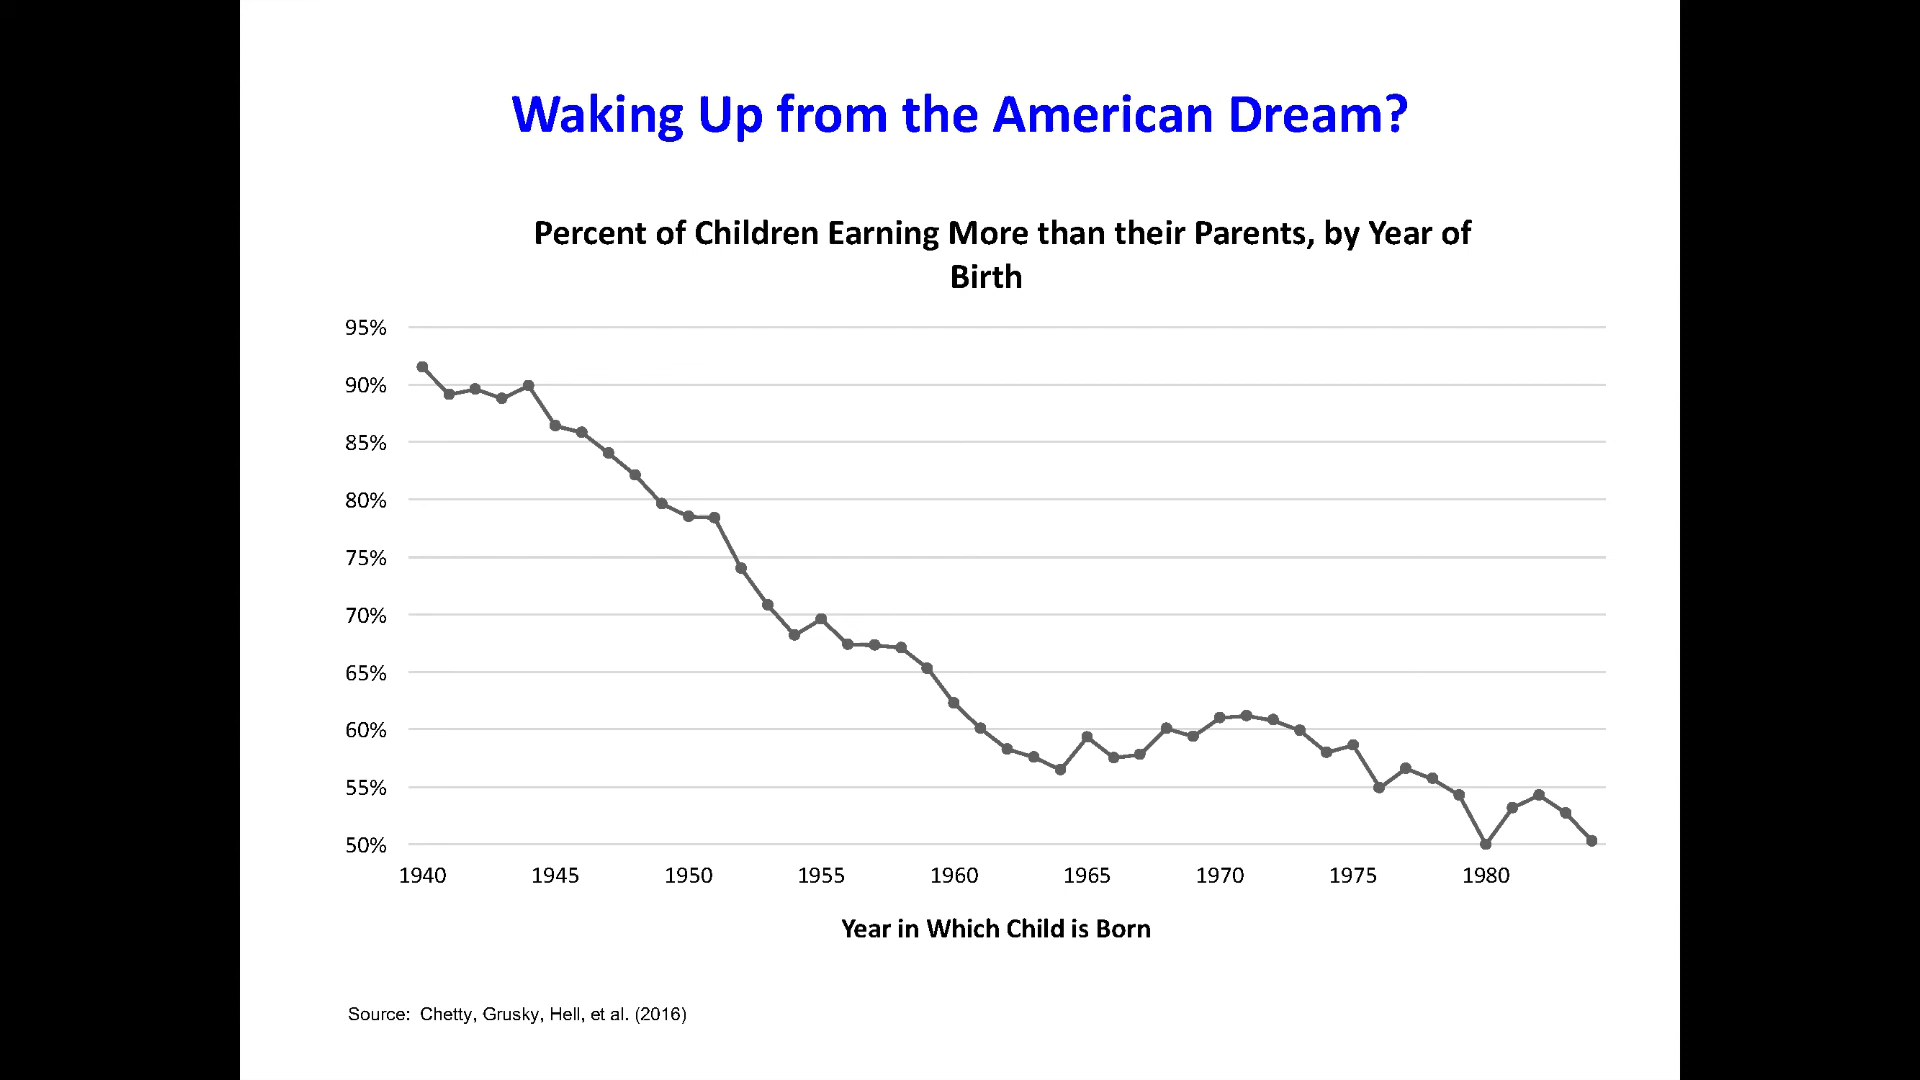 Waking Up from the American Dream?
Percent of Children Earning More than their Parents, by Year of
Birth
95%
90%
85%
80%
75%
70%
65%
60%
55%
50%
1940 1945 1950 1955 1960 1965 1970 1975 1980
Year in Which Child is Born
Source: Chetty, Grusky, Hell, et al. (2016)